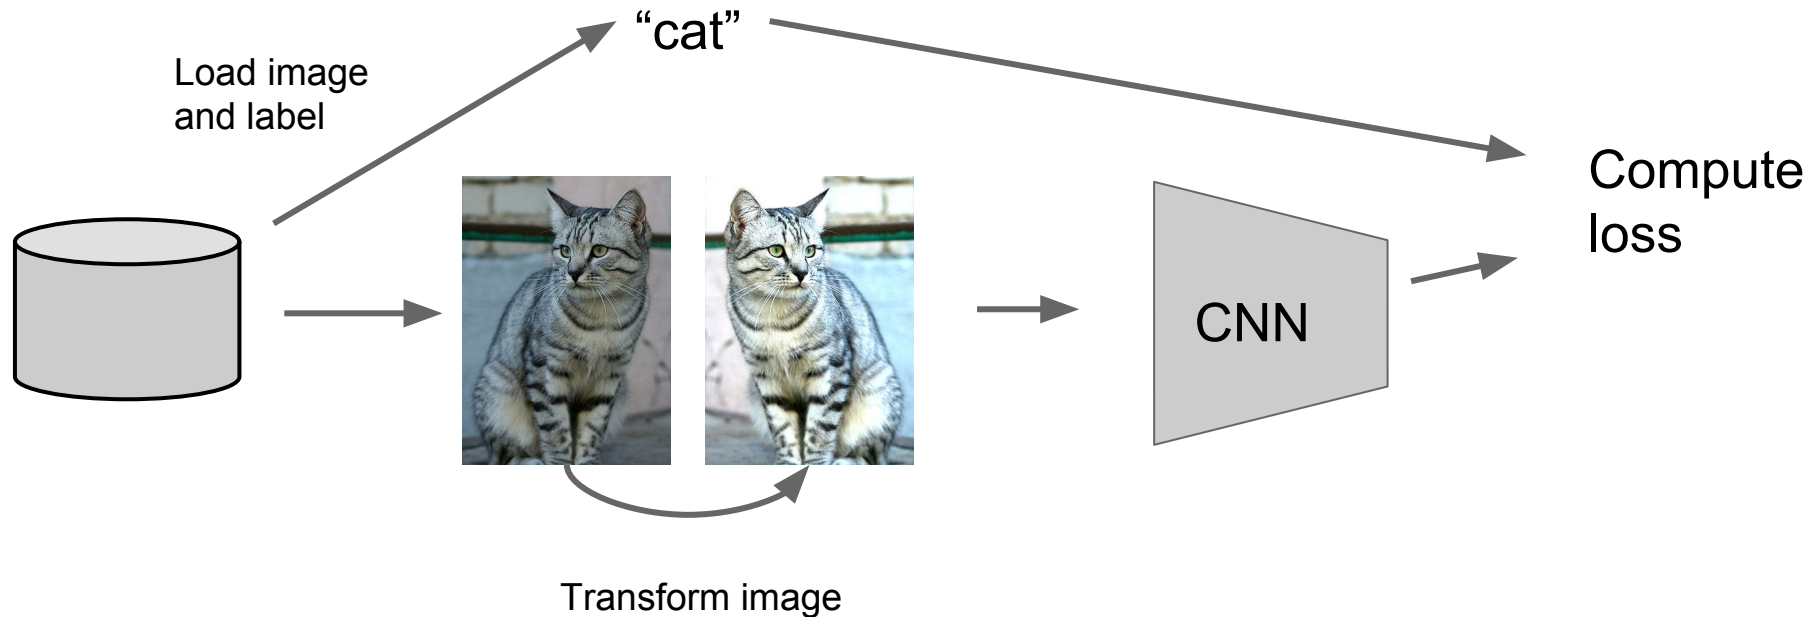 “cat”
Load image
and label
Compute
loss
CNN
Transform image